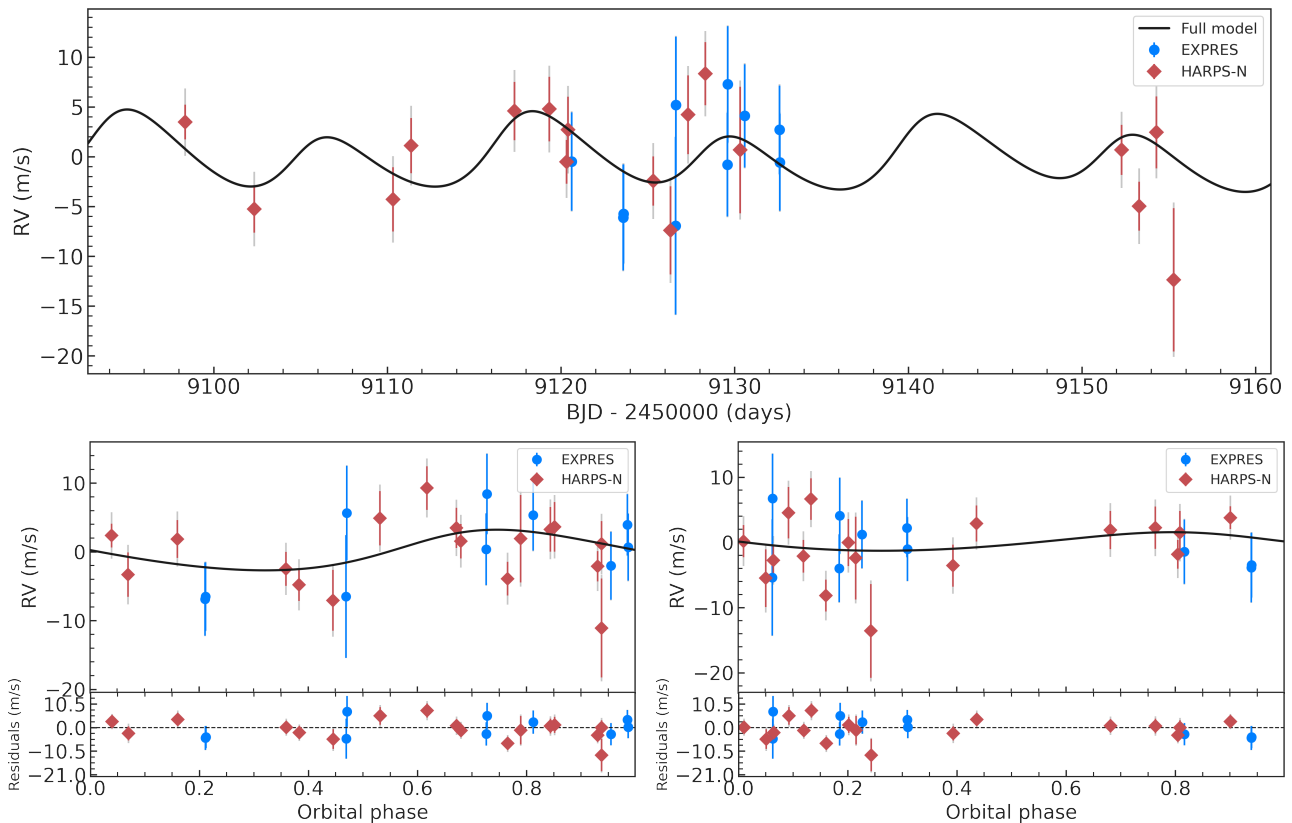 10
5
0
−5
−10
−15
−20
RV (m/s)
Full model
EXPRES
HARPS-N
9100 9110 9120 9130 9140 9150 9160
BJD - 2450000 (days)
10
0
−10
−20
RV (m/s)
EXPRES
HARPS-N
10.5
0.0
−10.5
−21.0
Residuals (m/s)
0.0 0.2 0.4 0.6 0.8
Orbital phase
10
0
−10
−20
RV (m/s)
EXPRES
HARPS-N
10.5
0.0
−10.5
−21.0
Residuals (m/s)
0.0 0.2 0.4 0.6 0.8
Orbital phase